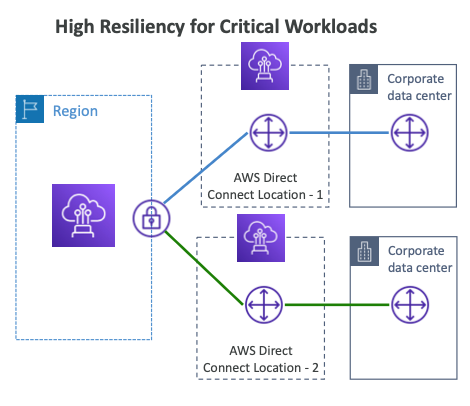 High Resiliency for Critical Workloads
Region
Corporate
data center
AWS Direct
Connect Location - 1
Corporate
data center
AWS Direct
Connect Location - 2